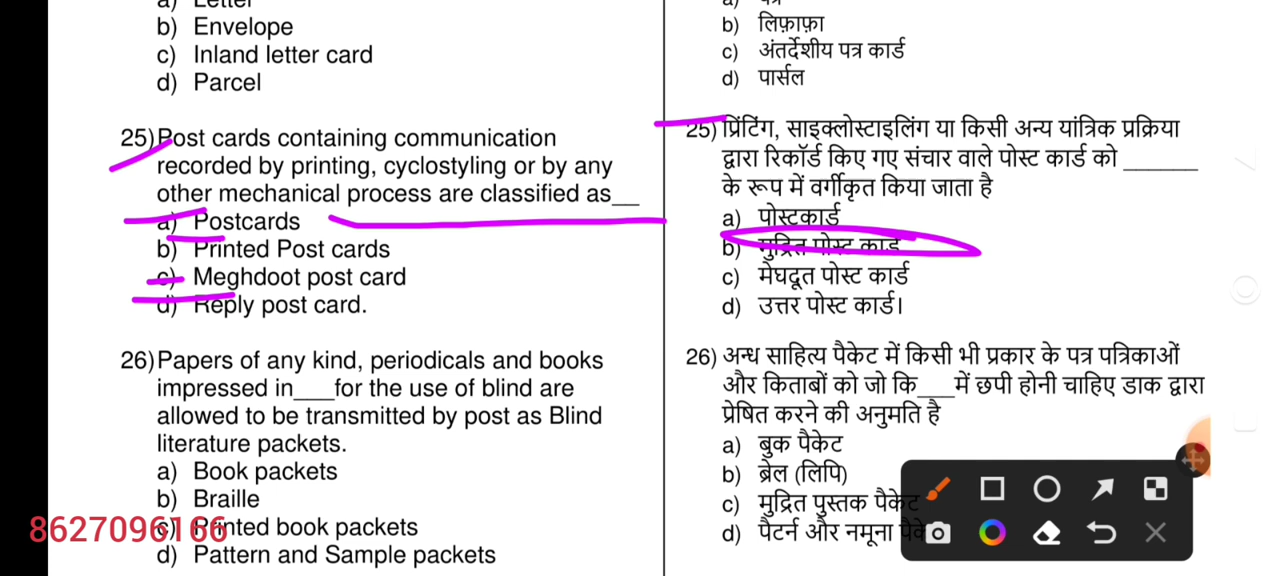 a) Letter
b) Envelope
c) Inland letter card
d) Parcel
25) Post cards containing communication
recorded by printing, cyclostyling or by any
other mechanical process are classified as__
a) Postcards
b) Printed Post cards
c) Meghdoot post card
d) Reply post card.
26) Papers of any kind, periodicals and books
impressed in___for the use of blind are
allowed to be transmitted by post as Blind
literature packets.
a) Book packets
b) Braille
c) Printed book packets
d) Pattern and Sample packets
8627096166
a) पत्र
b) लिफ़ाफ़ा
c) अंतर्देशीय पत्र कार्ड
d) पार्सल
25) प्रिंटिंग, साइक्लोस्टाइलिंग या किसी अन्य यांत्रिक प्रक्रिया
द्वारा रिकॉर्ड किए गए संचार वाले पोस्ट कार्ड को ______
के रूप में वर्गीकृत किया जाता है
a) पोस्टकार्ड
b) मुद्रित पोस्ट कार्ड
c) मेघदूत पोस्ट कार्ड
d) उत्तर पोस्ट कार्ड।
26) अन्ध साहित्य पैकेट में किसी भी प्रकार के पत्र पत्रिकाओं
और किताबों को जो कि___में छपी होनी चाहिए डाक द्वारा
प्रेषित करने की अनुमति है
a) बुक पैकेट
b) ब्रेल (लिपि)
c) मुद्रित पुस्तक पैकेट
d) पैटर्न और नमूना